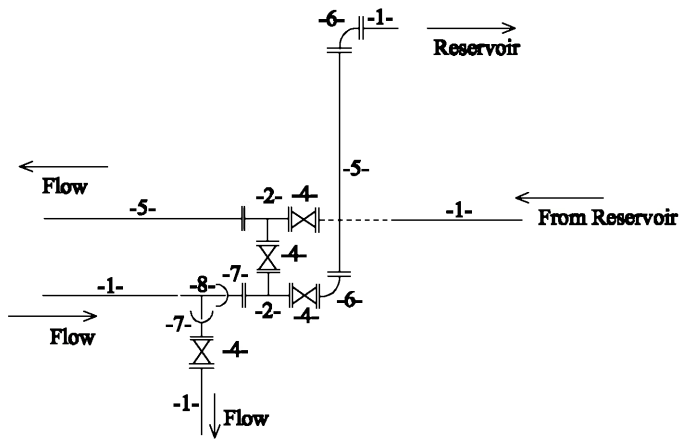 -6- -1-
Reservoir
-5-
Flow
-2- -4-
-5- -1-
From Reservoir
-4-
-1- -8- -7-
-2- -4- -6-
Flow
-7-
-4-
-1-
Flow